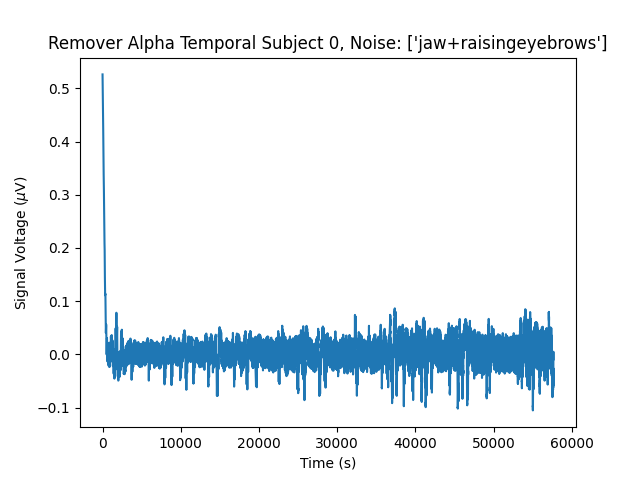 Remover Alpha Temporal Subject 0, Noise: ['jaw+raisingeyebrows']
Signal Voltage (μV)
0.5
0.4
0.3
0.2
0.1
0.0
−0.1
0 10000 20000 30000 40000 50000 60000
Time (s)